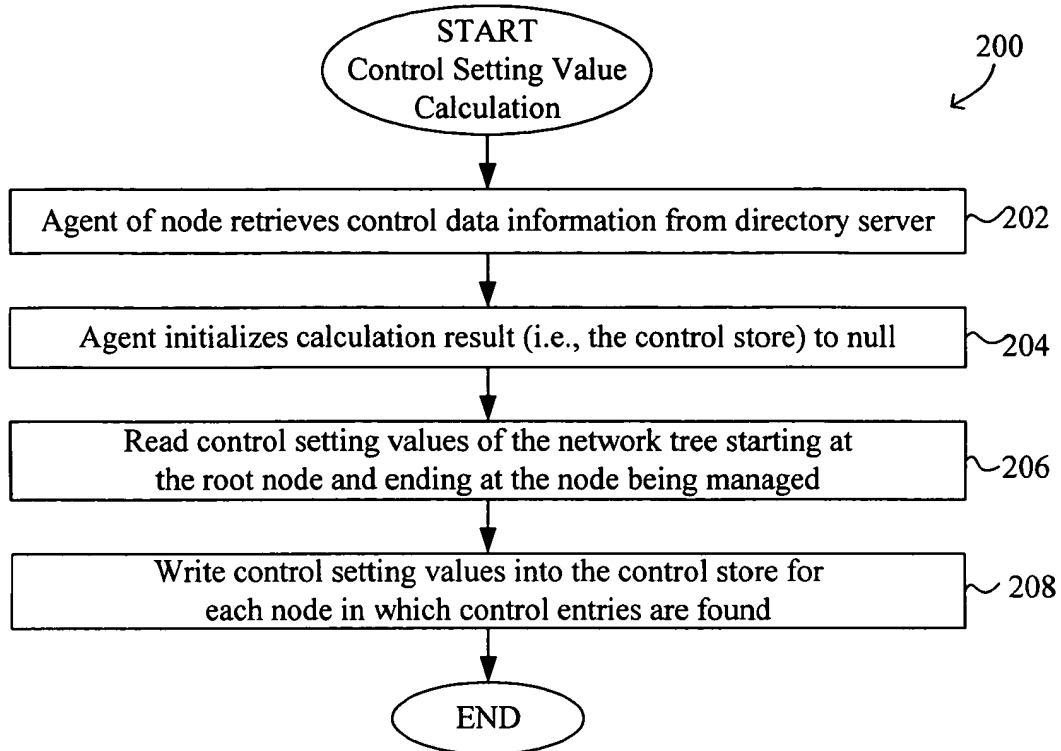 START
Control Setting Value
Calculation
200
Agent of node retrieves control data information from directory server
202
Agent initializes calculation result (i.e., the control store) to null
204
Read control setting values of the network tree starting at
the root node and ending at the node being managed
206
Write control setting values into the control store for
each node in which control entries are found
208
END